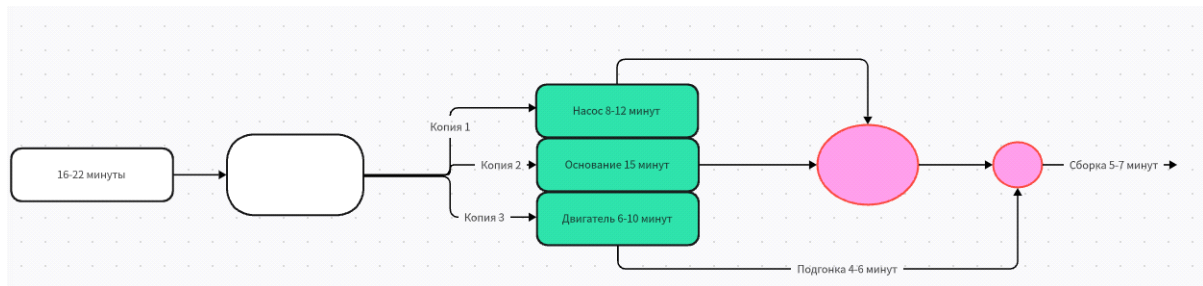 16-22 минуты
Копия 1
Копия 2
Копия 3
Насос 8-12 минут
Основание 15 минут
Двигатель 6-10 минут
Подгонка 4-6 минут
Сборка 5-7 минут